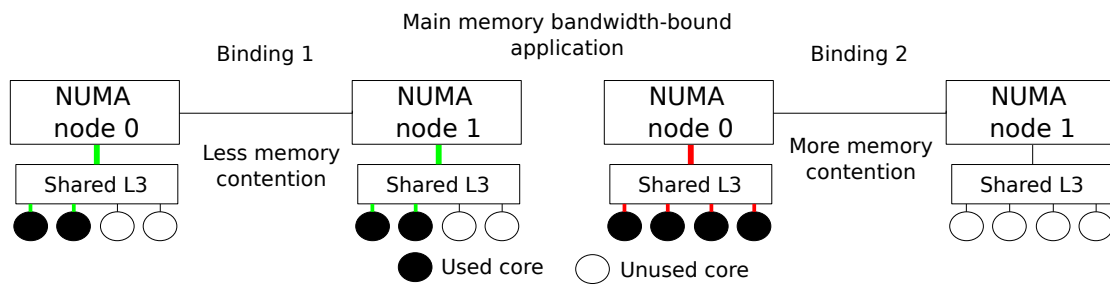 Main memory bandwidth-bound
application
Binding 1
Binding 2
NUMA
node 0
NUMA
node 1
NUMA
node 0
NUMA
node 1
Less memory
contention
More memory
contention
Shared L3
Shared L3
Shared L3
Shared L3
Used core
Unused core